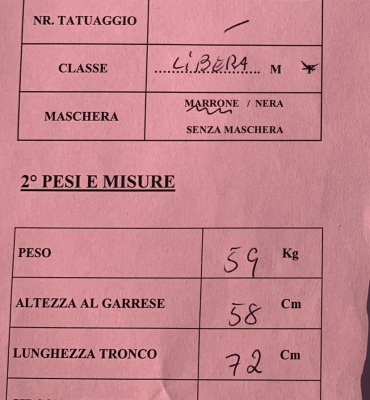 NR. TATUAGGIO —
CLASSE LIBERA M F
MASCHERA MARRONE / NERA
SENZA MASCHERA
2° PESI E MISURE
PESO 59 Kg
ALTEZZA AL GARRESE 58 Cm
LUNGHEZZA TRONCO 72 Cm